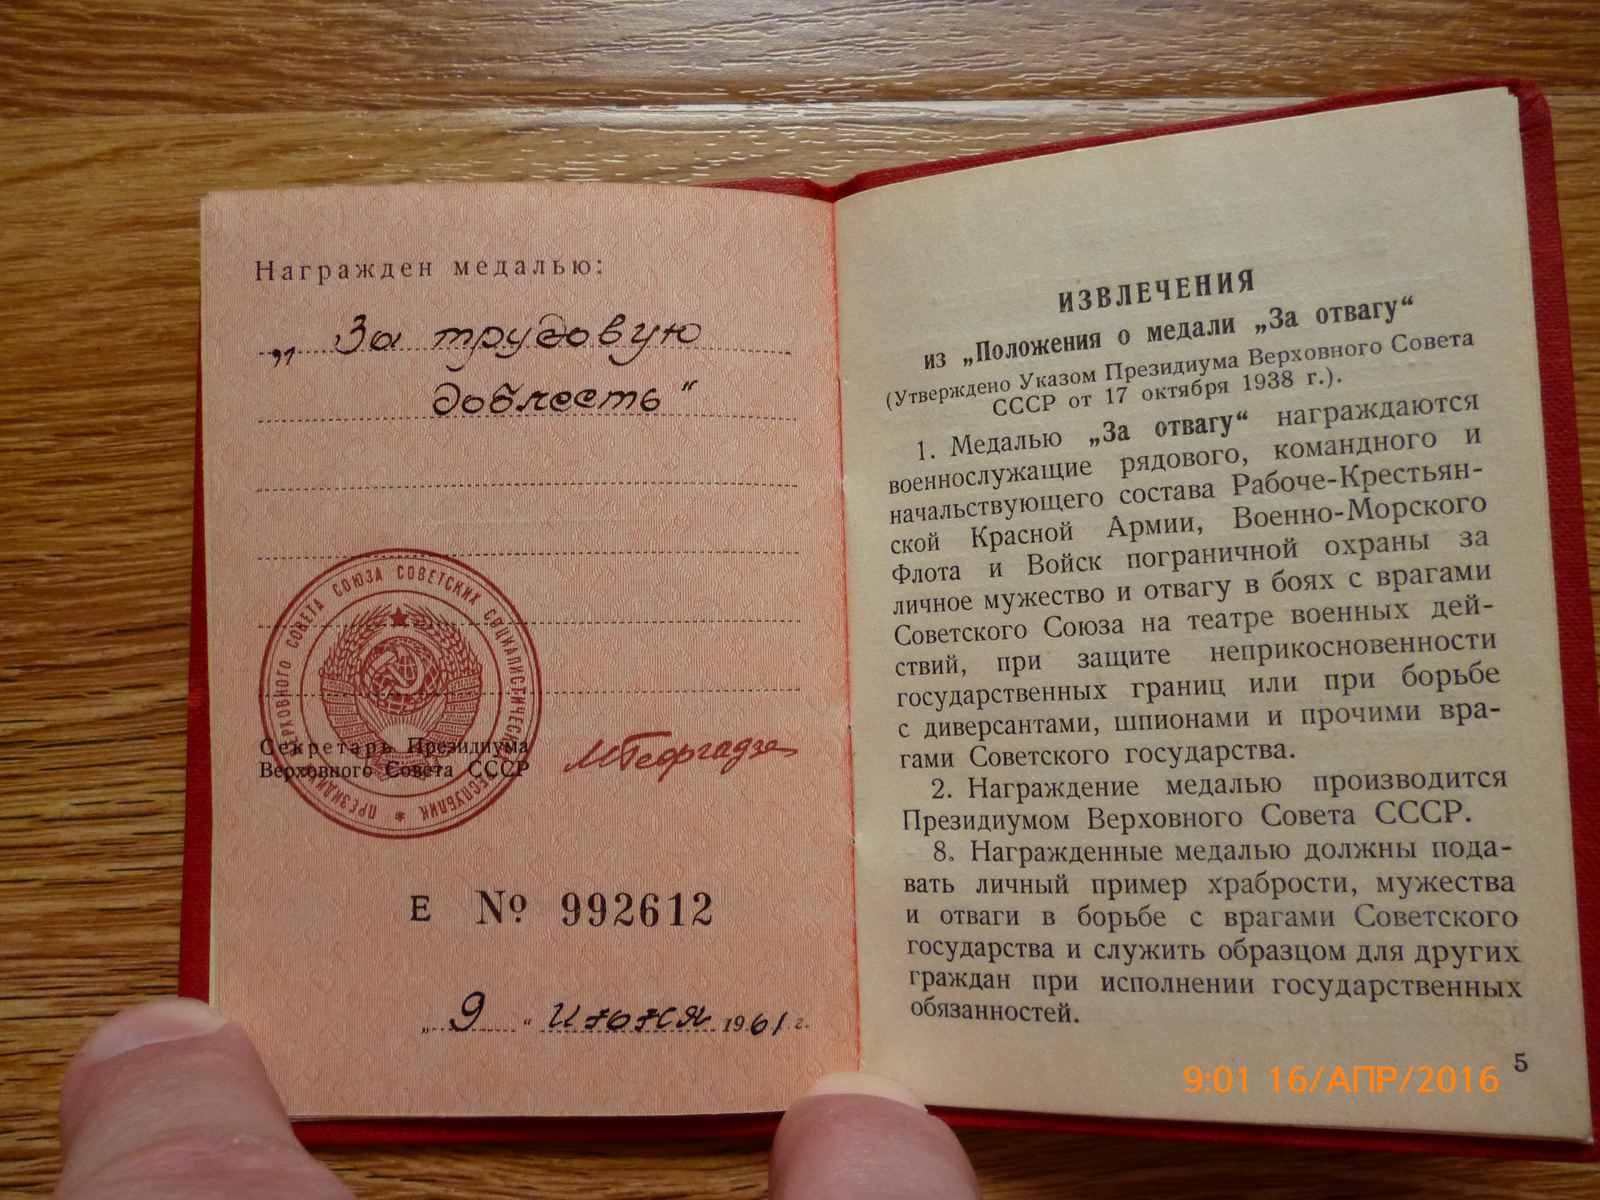 Награжден медалью:
„За трудовую
доблесть“
ПРЕЗИДИУМ ВЕРХОВНОГО СОВЕТА СОЮЗА СОВЕТСКИХ СОЦИАЛИСТИЧЕСКИХ РЕСПУБЛИК *
Секретарь Президиума
Верховного Совета СССР
МГеоргадзе
Е № 992612
„9“ июня 1961 г.
ИЗВЛЕЧЕНИЯ
из „Положения о медали „За отвагу“
(Утверждено Указом Президиума Верховного Совета
СССР от 17 октября 1938 г.).
1. Медалью „За отвагу“ награждаются
военнослужащие рядового, командного и
начальствующего состава Рабоче-Крестьян-
ской Красной Армии, Военно-Морского
Флота и Войск пограничной охраны за
личное мужество и отвагу в боях с врагами
Советского Союза на театре военных дей-
ствий, при защите неприкосновенности
государственных границ или при борьбе
с диверсантами, шпионами и прочими вра-
гами Советского государства.
2. Награждение медалью производится
Президиумом Верховного Совета СССР.
8. Награжденные медалью должны пода-
вать личный пример храбрости, мужества
и отваги в борьбе с врагами Советского
государства и служить образцом для других
граждан при исполнении государственных
обязанностей.
5
9:01 16/АПР/2016